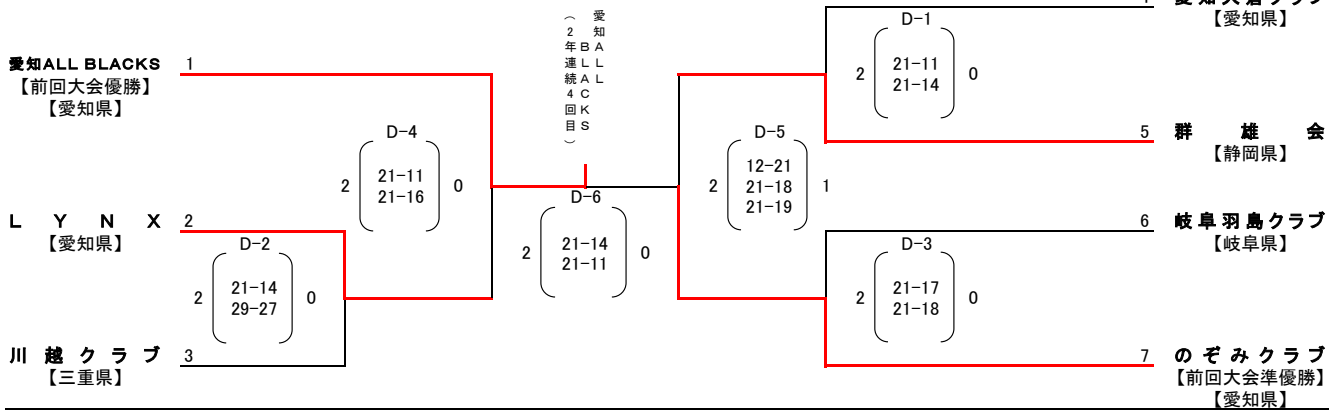 愛知ALL BLACKS
（2年連続4回目）
愛知ALL BLACKS 1
【前回大会優勝】
【愛知県】
L Y N X 2
【愛知県】
川越クラブ 3
【三重県】
D-2
2 21-14 0
29-27
D-4
2 21-11 0
21-16
D-6
2 21-14 0
21-11
D-5
12-21
2 21-18 1
21-19
D-1
2 21-11 0
21-14
D-3
2 21-17 0
21-18
【愛知県】
5 群雄会
【静岡県】
6 岐阜羽島クラブ
【岐阜県】
7 のぞみクラブ
【前回大会準優勝】
【愛知県】